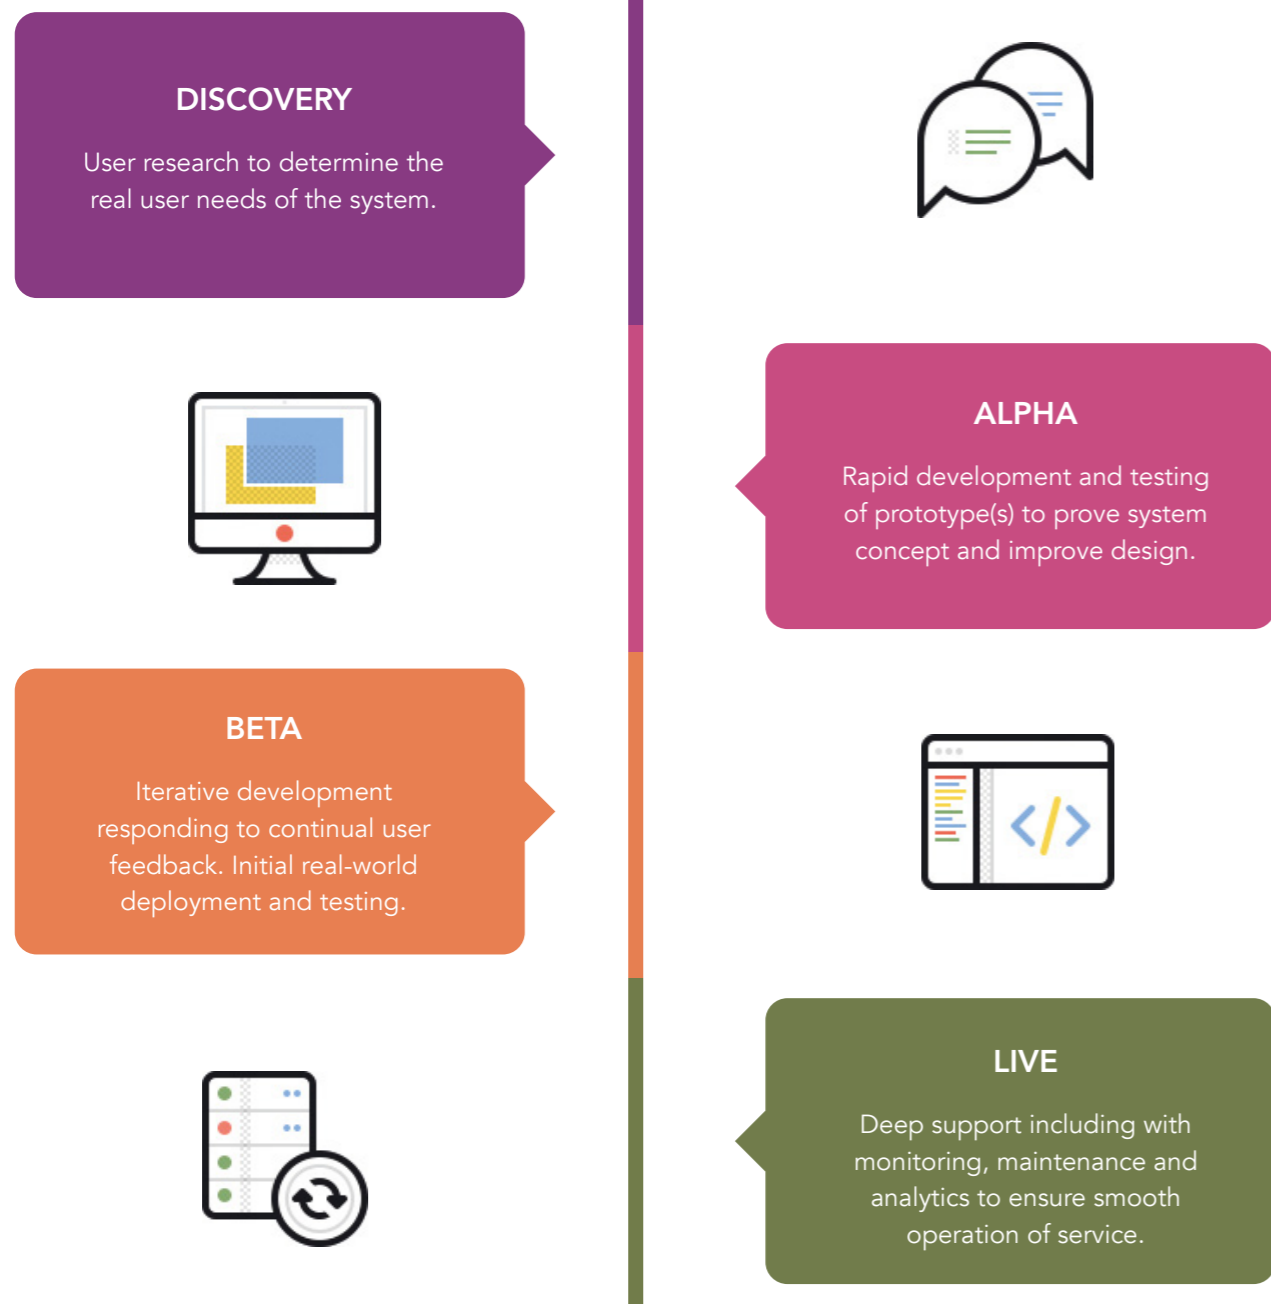 DISCOVERY
User research to determine the
real user needs of the system.
ALPHA
Rapid development and testing
of prototype(s) to prove system
concept and improve design.
BETA
Iterative development
responding to continual user
feedback. Initial real-world
deployment and testing.
LIVE
Deep support including with
monitoring, maintenance and
analytics to ensure smooth
operation of service.